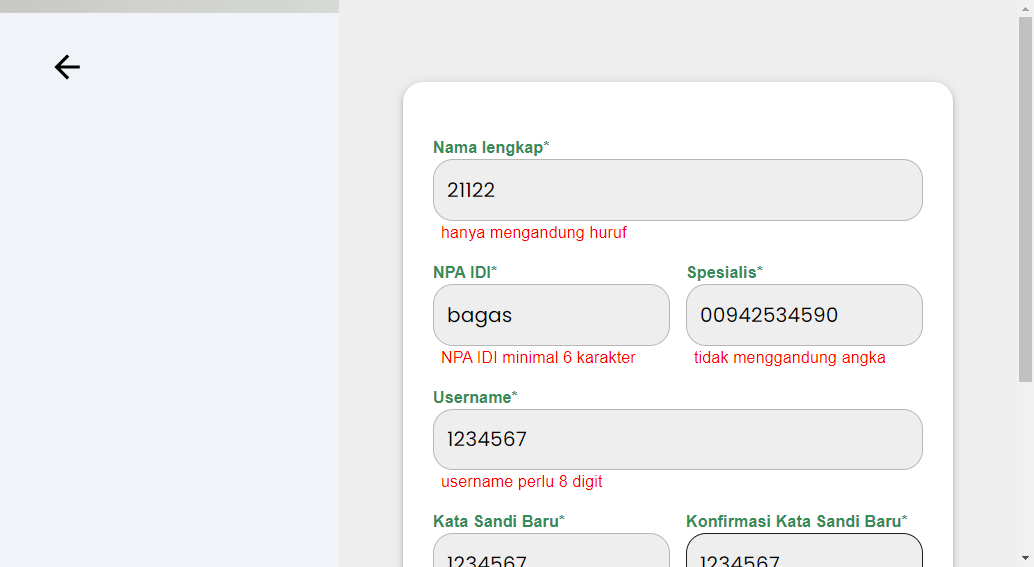 Nama lengkap*
21122
hanya mengandung huruf
NPA IDI* Spesialis*
bagas 00942534590
NPA IDI minimal 6 karakter tidak menggandung angka
Username*
1234567
username perlu 8 digit
Kata Sandi Baru* Konfirmasi Kata Sandi Baru*
1234567 1234567